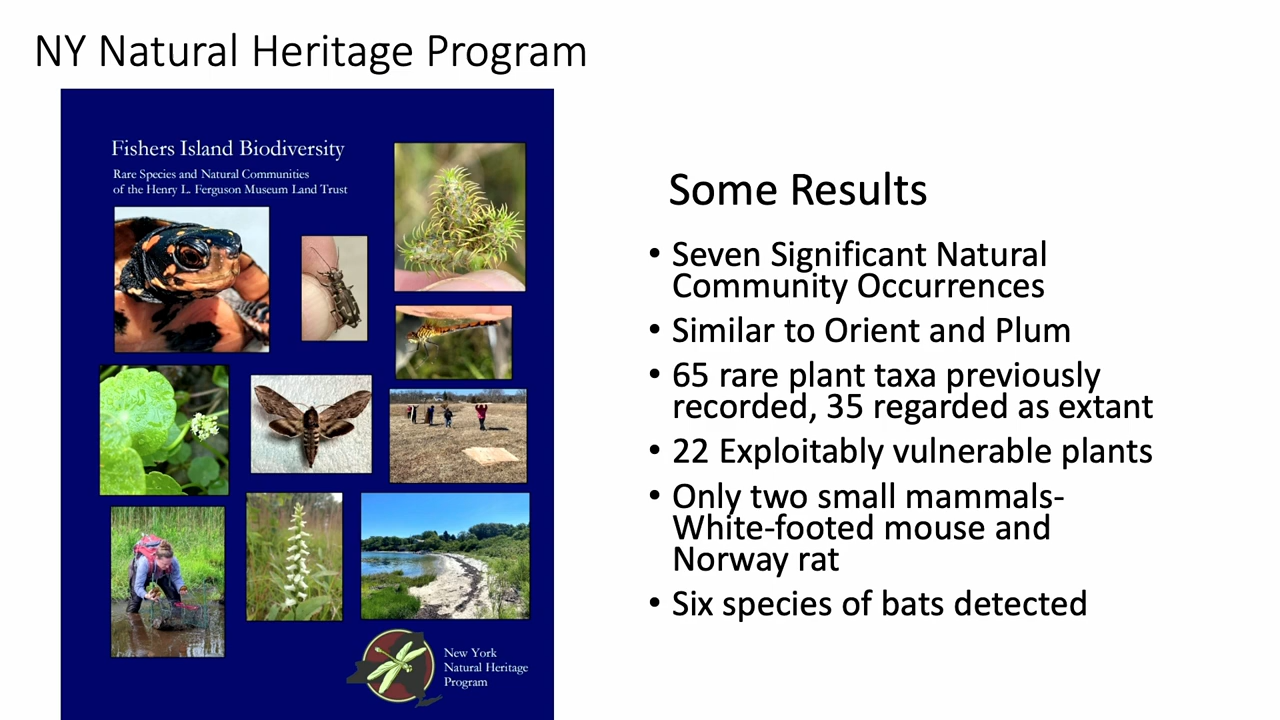 NY Natural Heritage Program
Fishers Island Biodiversity
Rare Species and Natural Communities
of the Henry L. Ferguson Museum Land Trust
New York
Natural Heritage
Program
Some Results
• Seven Significant Natural
Community Occurrences
• Similar to Orient and Plum
• 65 rare plant taxa previously
recorded, 35 regarded as extant
• 22 Exploitably vulnerable plants
• Only two small mammals-
White-footed mouse and
Norway rat
• Six species of bats detected